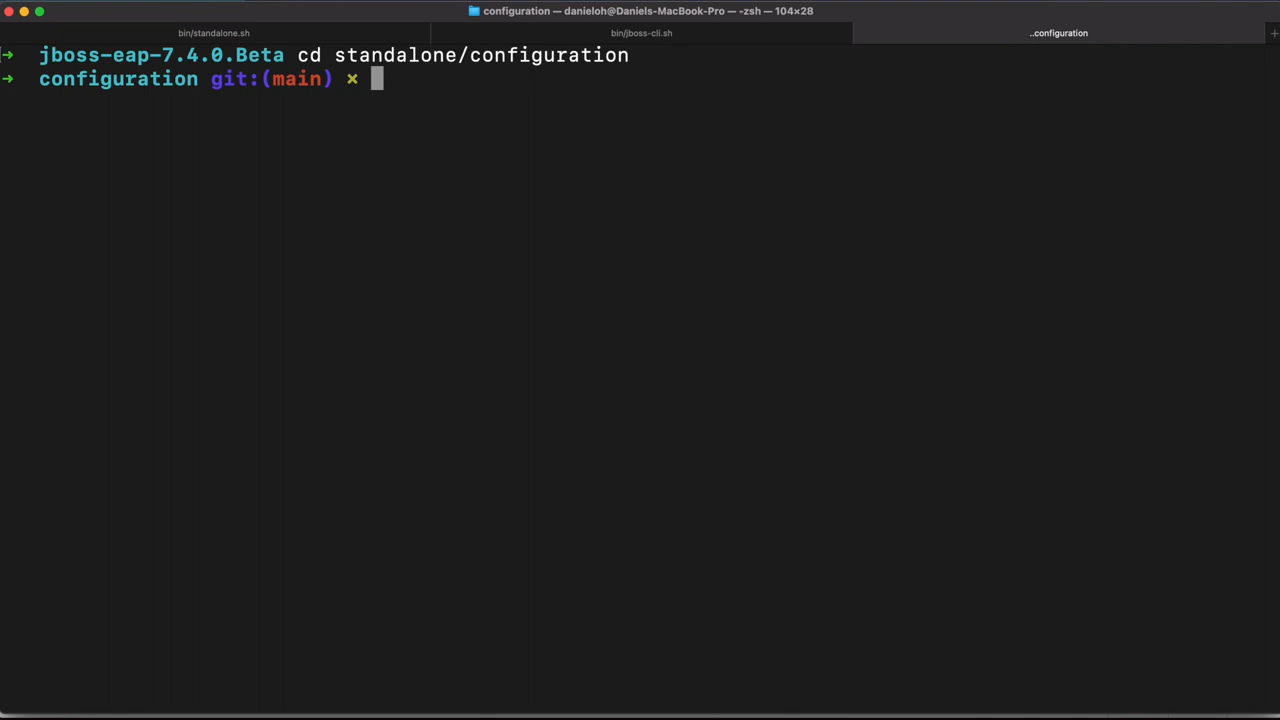 configuration — danieloh@Daniels-MacBook-Pro — -zsh — 104×28
bin/standalone.sh bin/jboss-cli.sh ..configuration +
➜ jboss-eap-7.4.0.Beta cd standalone/configuration
➜ configuration git:(main) ✗